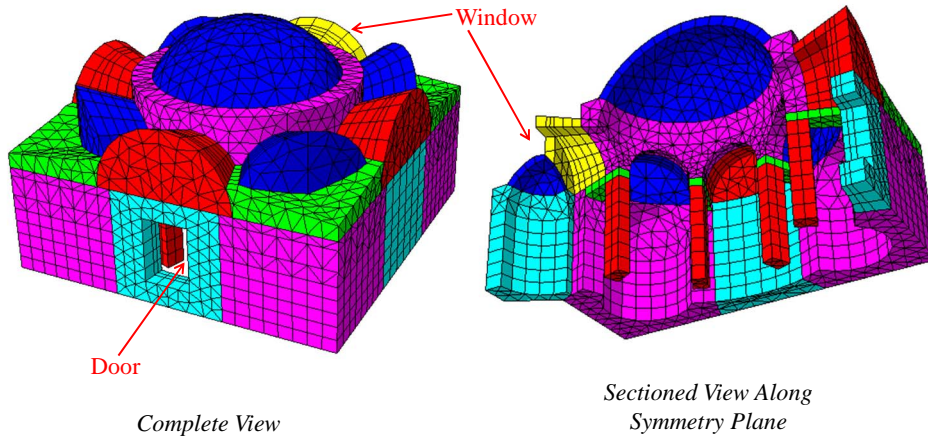 Window
Door
Complete View
Sectioned View Along
Symmetry Plane